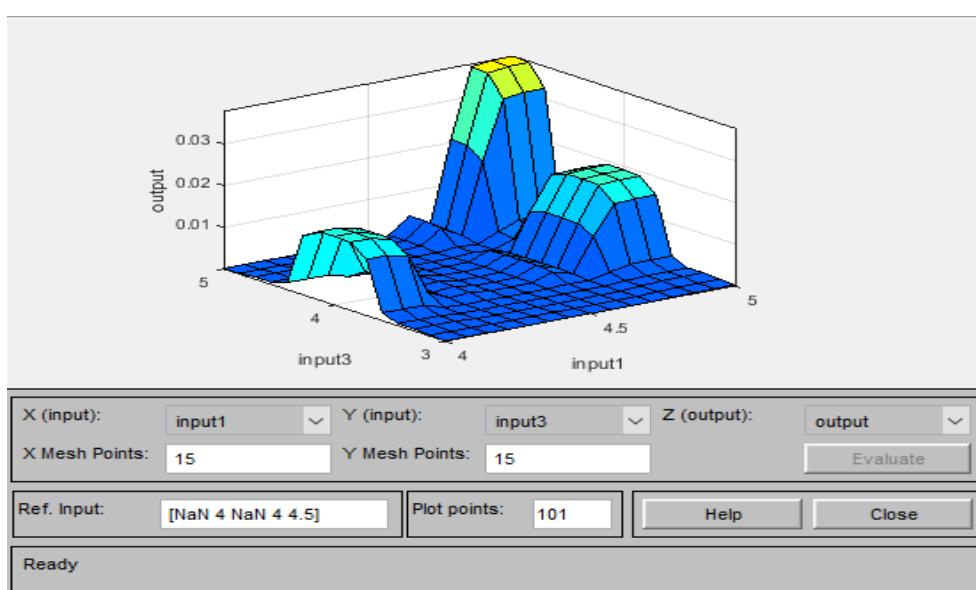 output
0.03
0.02
0.01
5
4
3
input3
4
4.5
5
input1
X (input): input1 Y (input): input3 Z (output): output
X Mesh Points: 15 Y Mesh Points: 15 Evaluate
Ref. Input: [NaN 4 NaN 4 4.5] Plot points: 101 Help Close
Ready